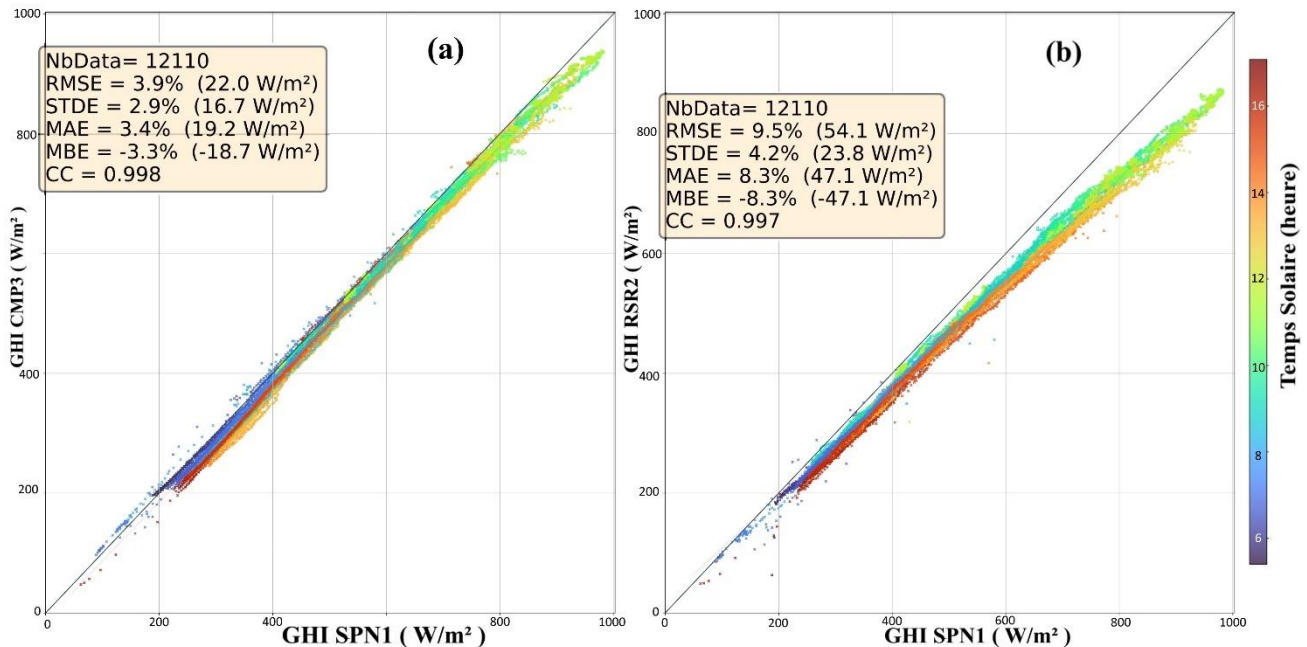 (a)
NbData= 12110
RMSE = 3.9% (22.0 W/m²)
STDE = 2.9% (16.7 W/m²)
MAE = 3.4% (19.2 W/m²)
MBE = -3.3% (-18.7 W/m²)
CC = 0.998
1000
800
600
400
200
0
GHI CMP3 ( W/m² )
0
200
400
600
800
1000
GHI SPN1 ( W/m² )
(b)
NbData= 12110
RMSE = 9.5% (54.1 W/m²)
STDE = 4.2% (23.8 W/m²)
MAE = 8.3% (47.1 W/m²)
MBE = -8.3% (-47.1 W/m²)
CC = 0.997
1000
800
600
400
200
0
GHI RSR2 ( W/m²)
0
200
400
600
800
1000
GHI SPN1 ( W/m² )
16
14
12
10
8
6
Temps Solaire (heure)